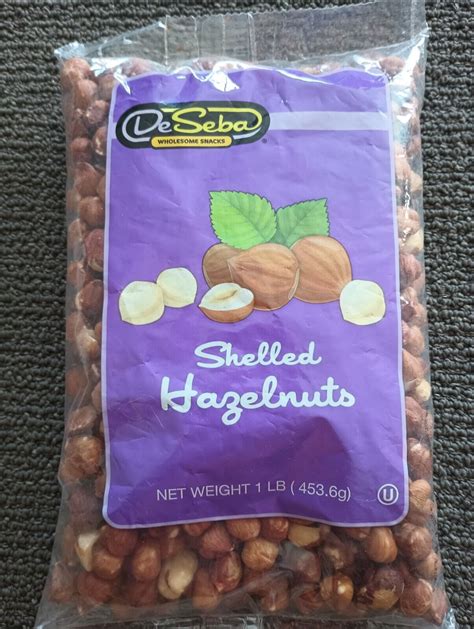 DeSeba
WHOLESOME SNACKS
Shelled
Hazelnuts
NET WEIGHT 1 LB ( 453.6g)
U